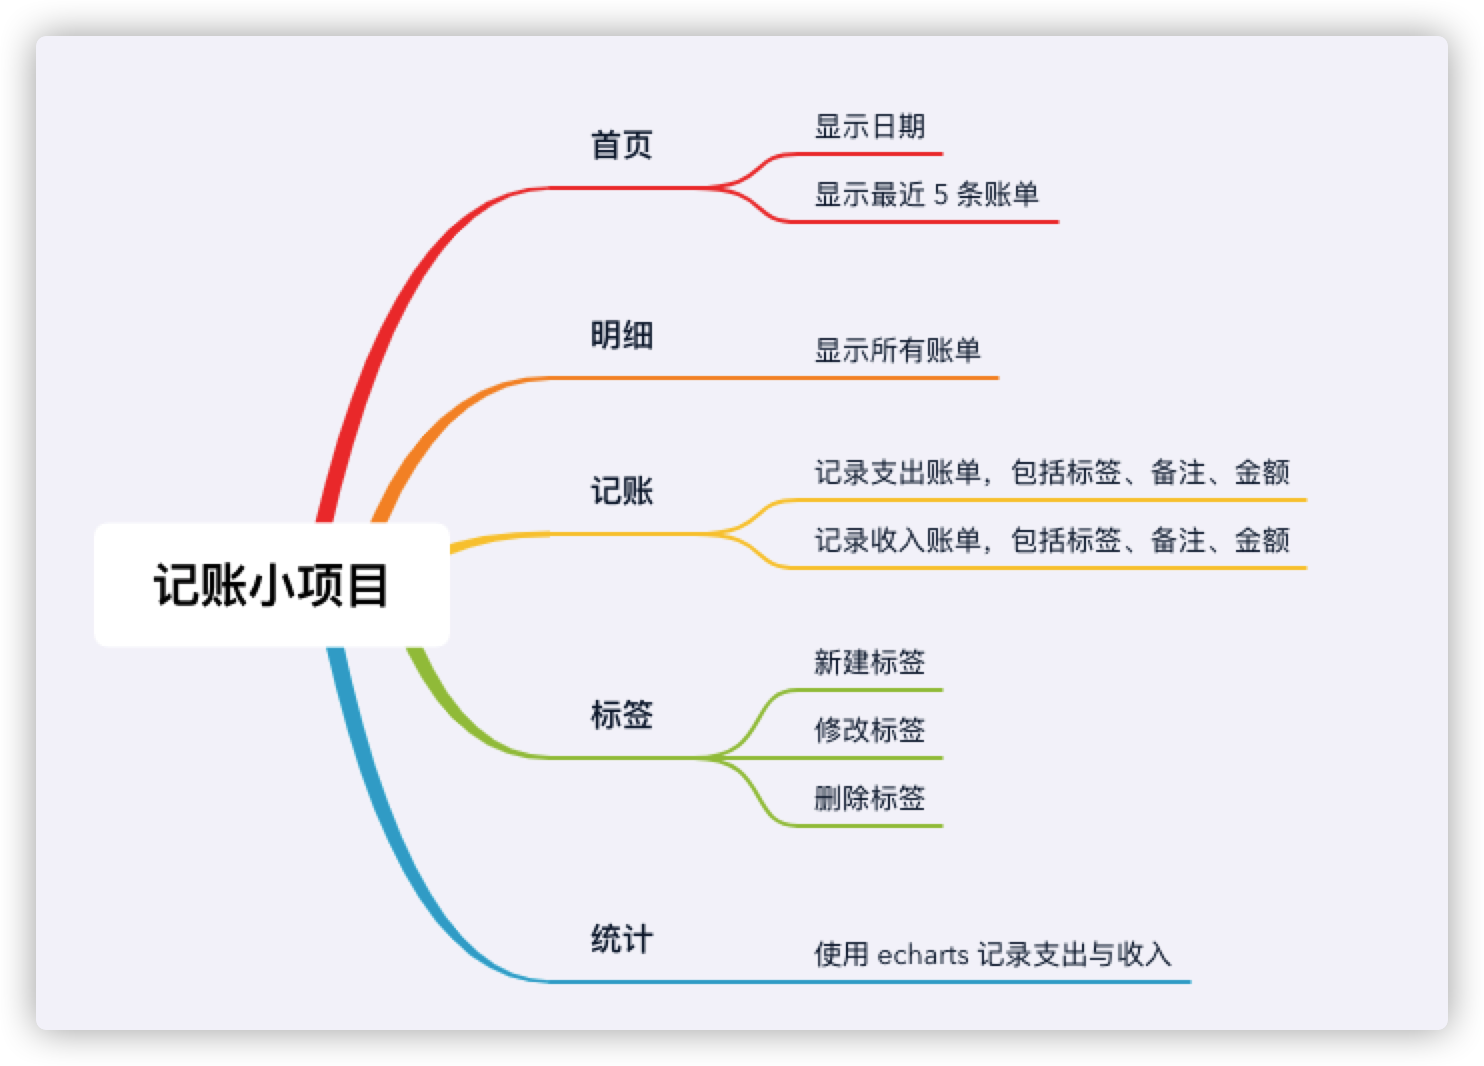 记账小项目
首页
显示日期
显示最近 5 条账单
明细
显示所有账单
记账
记录支出账单，包括标签、备注、金额
记录收入账单，包括标签、备注、金额
标签
新建标签
修改标签
删除标签
统计
使用 echarts 记录支出与收入